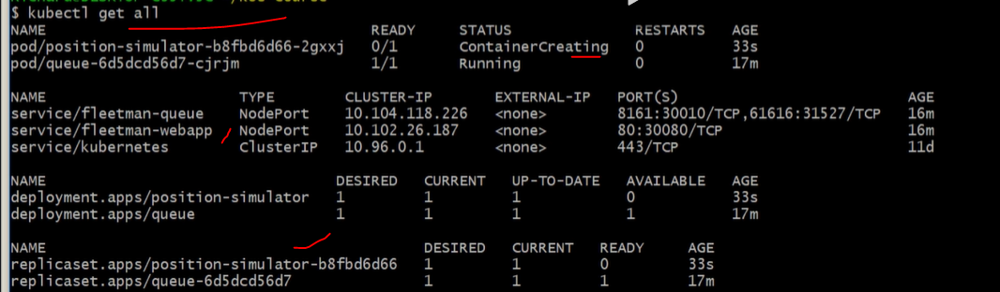 $ kubectl get all
NAME READY STATUS RESTARTS AGE
pod/position-simulator-b8fbd6d66-2gxxj 0/1 ContainerCreating 0 33s
pod/queue-6d5dcd56d7-cjrjm 1/1 Running 0 17m
NAME TYPE CLUSTER-IP EXTERNAL-IP PORT(S) AGE
service/fleetman-queue NodePort 10.104.118.226 <none> 8161:30010/TCP,61616:31527/TCP 16m
service/fleetman-webapp NodePort 10.102.26.187 <none> 80:30080/TCP 16m
service/kubernetes ClusterIP 10.96.0.1 <none> 443/TCP 11d
NAME DESIRED CURRENT UP-TO-DATE AVAILABLE AGE
deployment.apps/position-simulator 1 1 1 0 33s
deployment.apps/queue 1 1 1 1 17m
NAME DESIRED CURRENT READY AGE
replicaset.apps/position-simulator-b8fbd6d66 1 1 0 33s
replicaset.apps/queue-6d5dcd56d7 1 1 1 17m